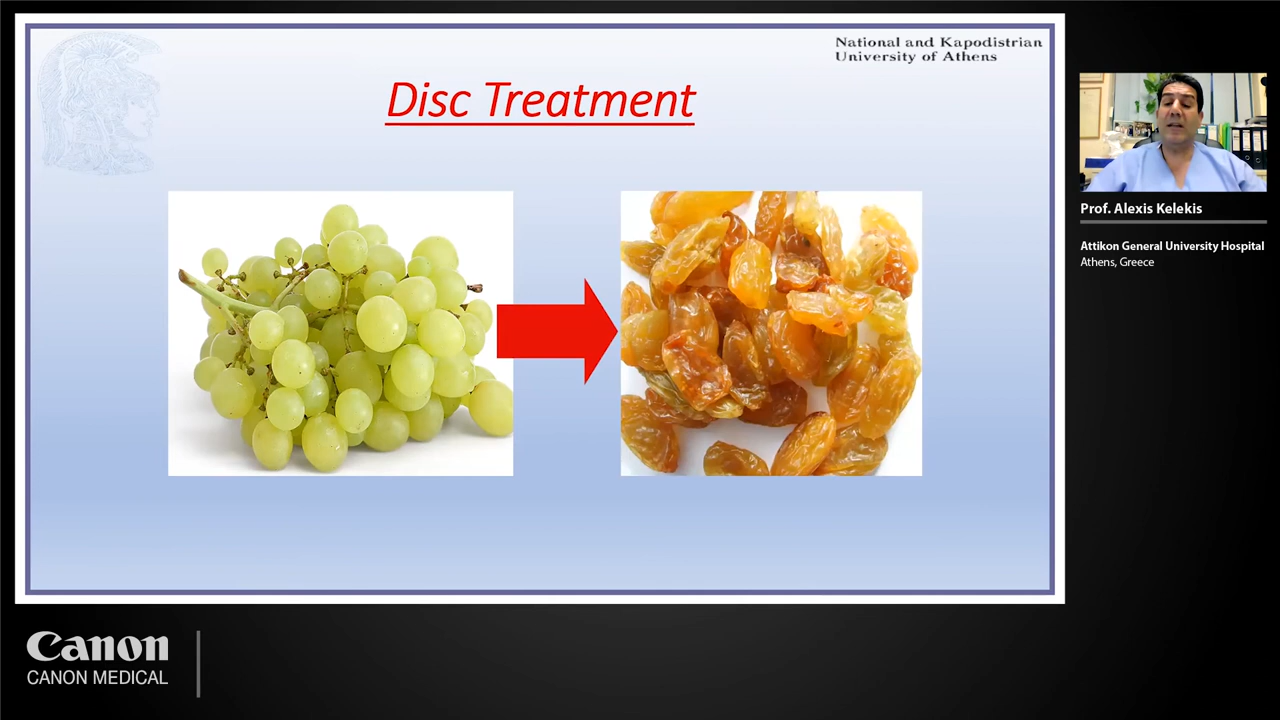 National and Kapodistrian
University of Athens
Disc Treatment
Prof. Alexis Kelekis
Attikon General University Hospital
Athens, Greece
Canon
CANON MEDICAL